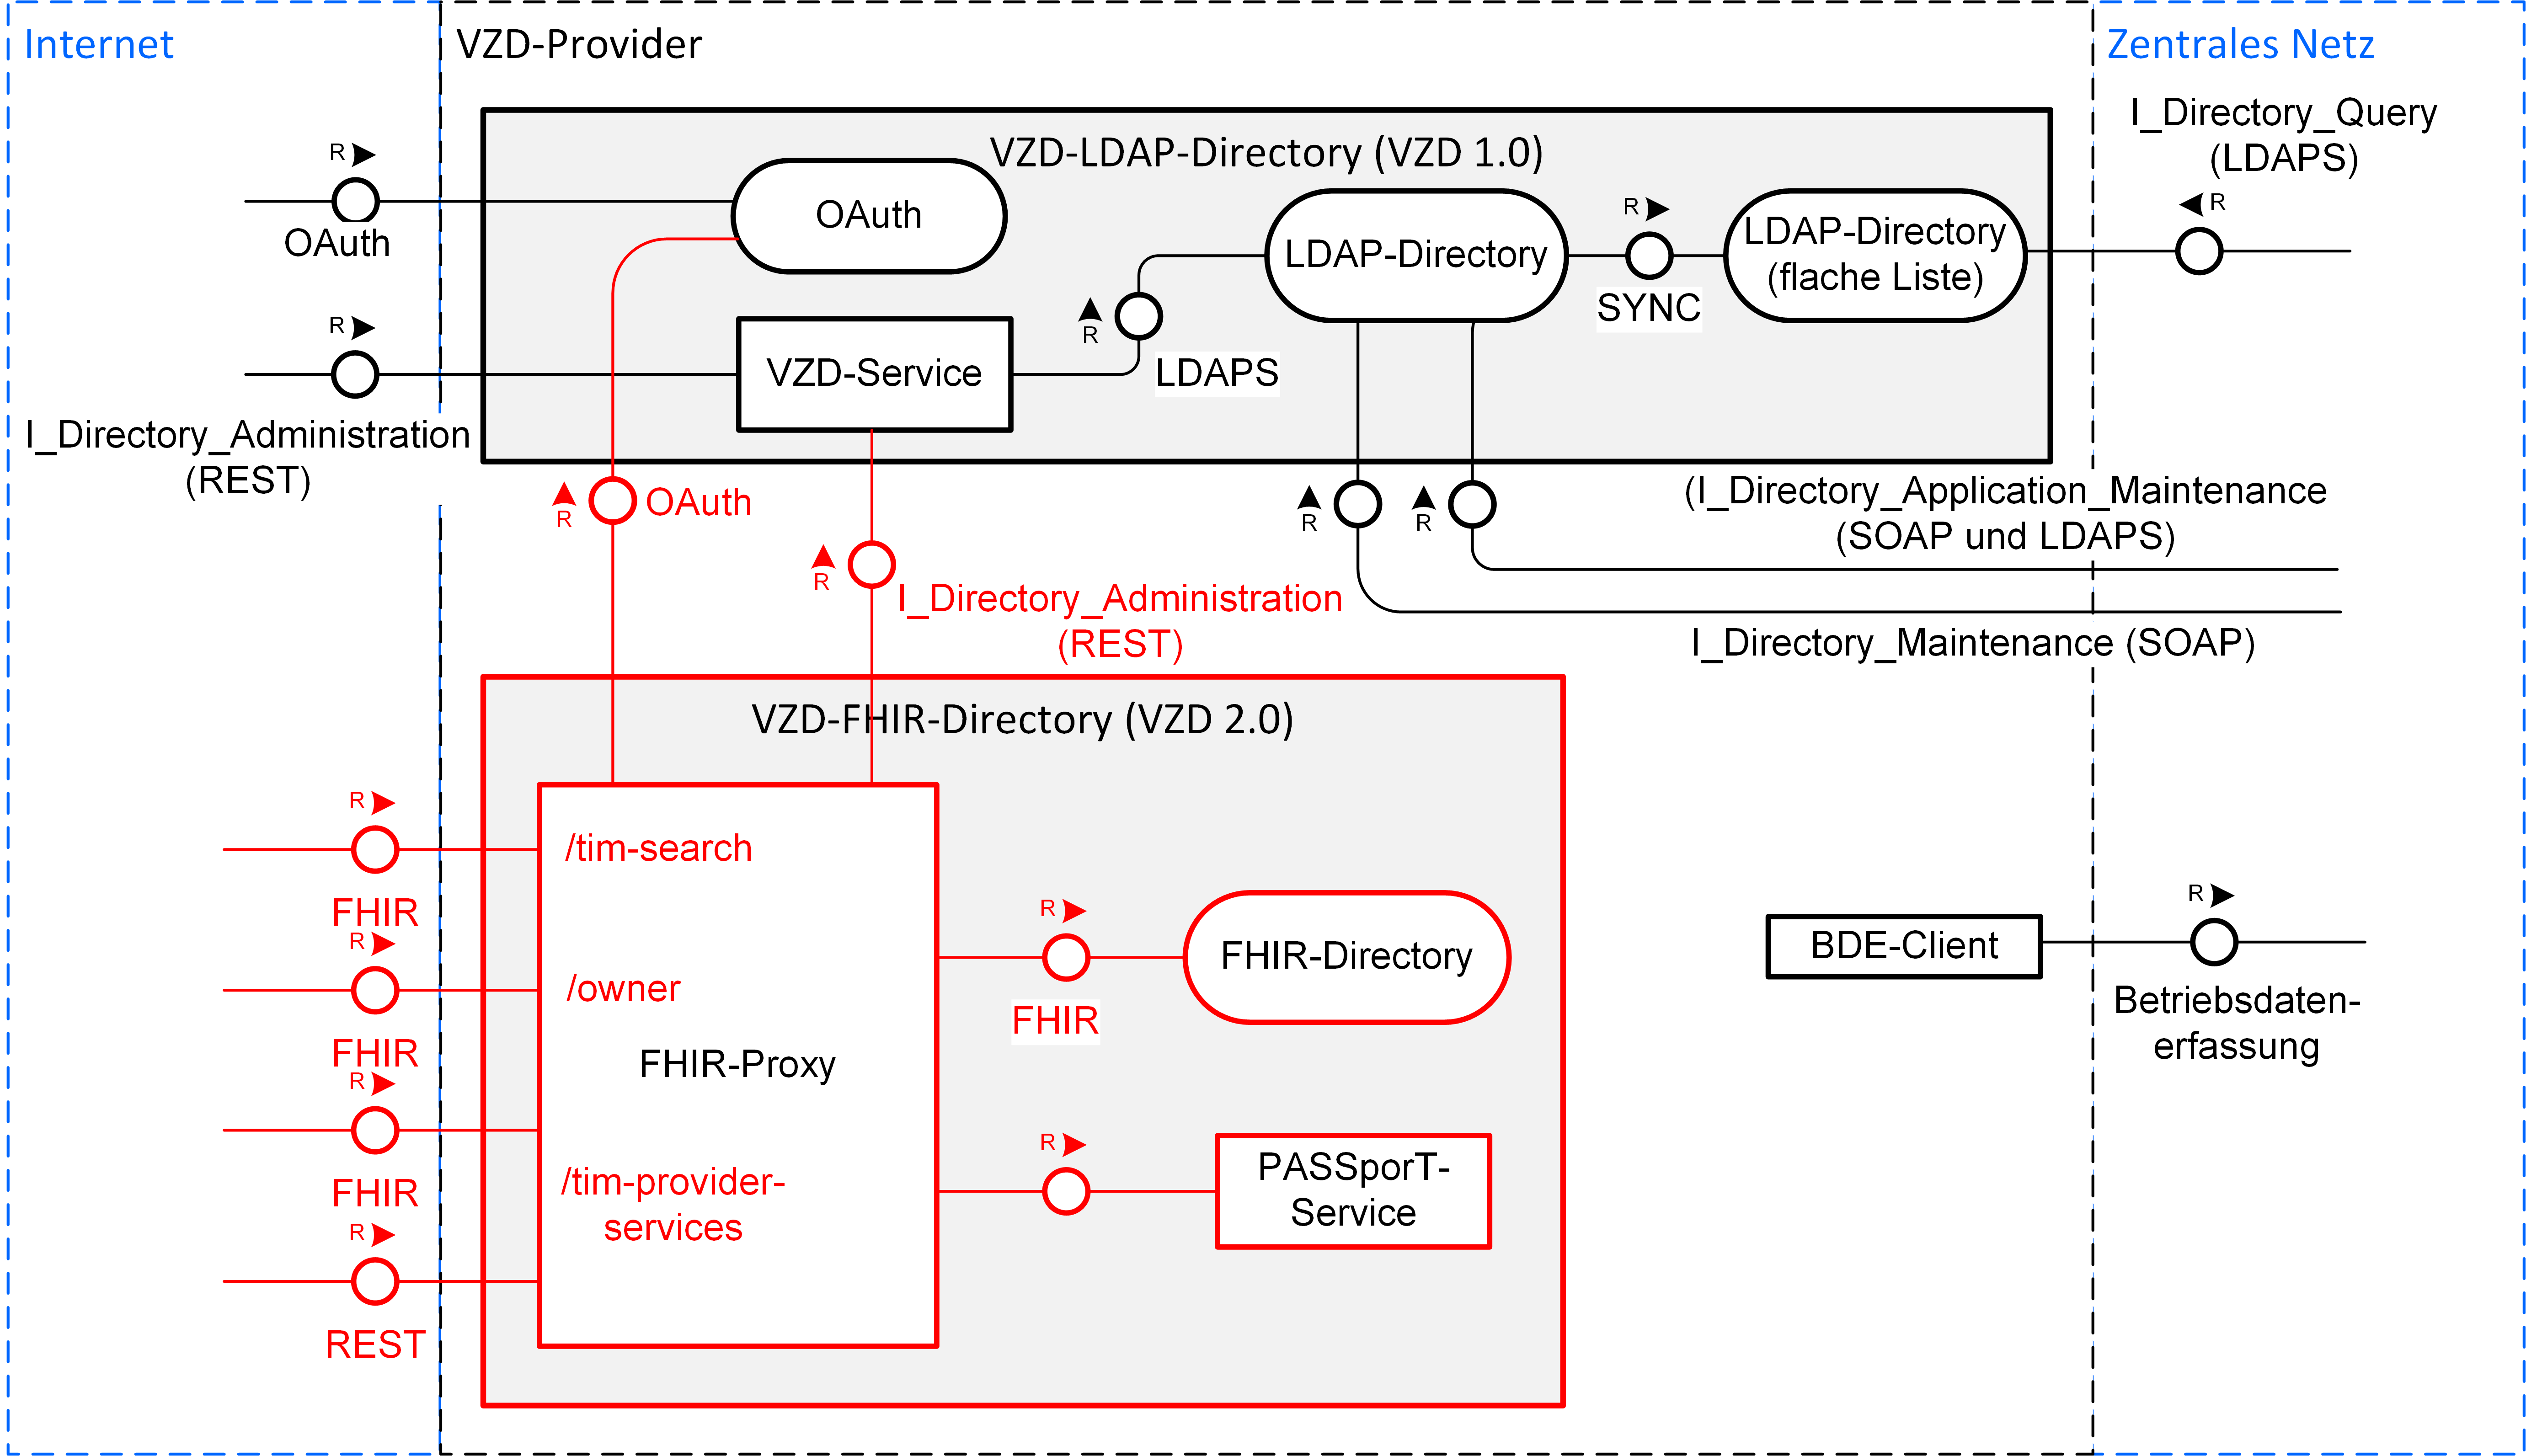 Internet
VZD-Provider
Zentrales Netz
I_Directory_Query
(LDAPS)
VZD-LDAP-Directory (VZD 1.0)
R
OAuth
OAuth
LDAP-Directory
R
SYNC
LDAP-Directory
(flache Liste)
R
R
I_Directory_Administration
(REST)
VZD-Service
R
LDAPS
R
OAuth
R
I_Directory_Administration
(REST)
R
R
(I_Directory_Application_Maintenance
(SOAP und LDAPS)
I_Directory_Maintenance (SOAP)
VZD-FHIR-Directory (VZD 2.0)
R
FHIR
R
FHIR
R
FHIR
R
REST
/tim-search
/owner
FHIR-Proxy
/tim-provider-
services
R
FHIR
FHIR-Directory
R
PASSporT-
Service
BDE-Client
R
Betriebsdaten-
erfassung